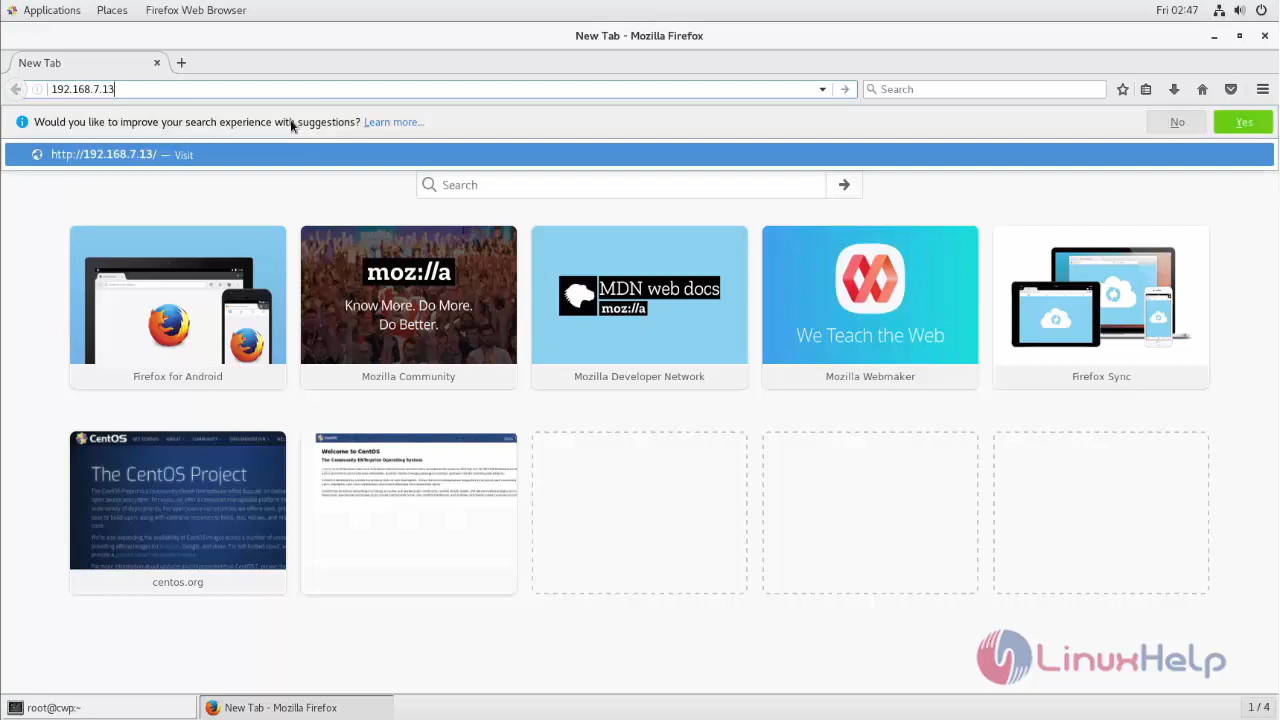 Applications Places Firefox Web Browser Fri 02:47
New Tab - Mozilla Firefox
New Tab
192.168.7.13 Search
Would you like to improve your search experience with suggestions? Learn more... No Yes
http://192.168.7.13/ — Visit
Search
moz://a
Know More. Do More.
Do Better.
MDN web docs
moz://a
We Teach the Web
Firefox for Android Mozilla Community Mozilla Developer Network Mozilla Webmaker Firefox Sync
CentOS
The CentOS Project
Welcome to CentOS
The Community ENTerprise Operating System
centos.org
LinuxHelp
root@cwp:~ New Tab - Mozilla Firefox 1 / 4